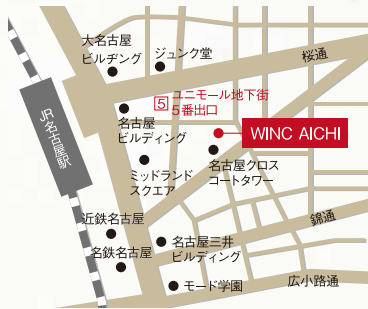 大名古屋
ビルヂング
ジュンク堂
桜通
5
ユニモール地下街
5番出口
JR名古屋駅
名古屋
ビルディング
WINC AICHI
ミッドランド
スクエア
名古屋クロス
コートタワー
近鉄名古屋
錦通
名鉄名古屋
名古屋三井
ビルディング
モード学園
広小路通